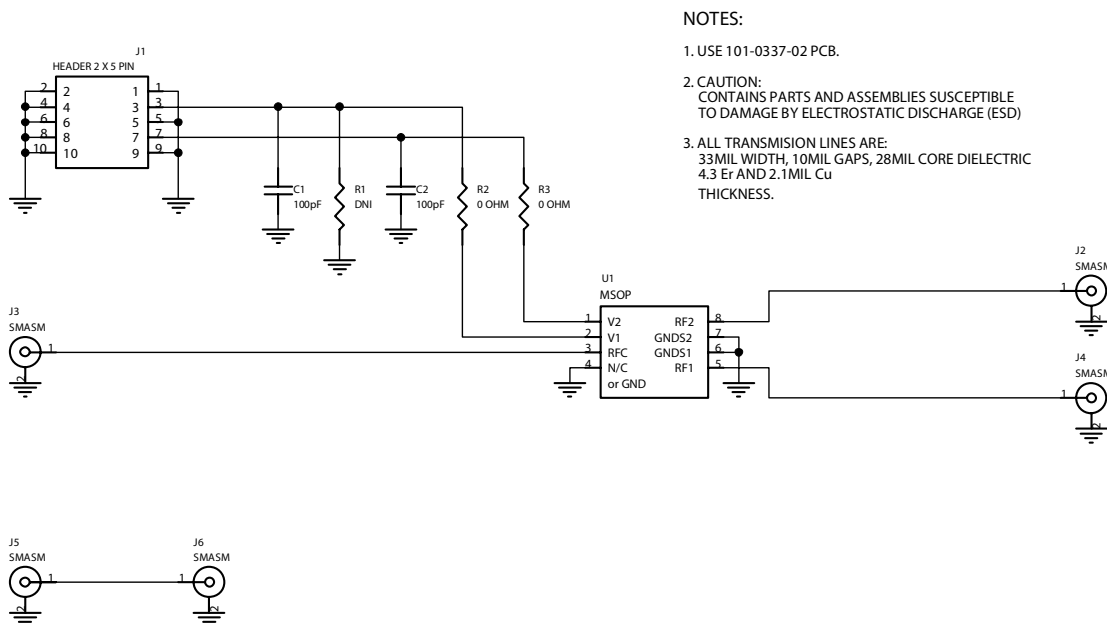 NOTES:
1. USE 101-0337-02 PCB.
2. CAUTION:
CONTAINS PARTS AND ASSEMBLIES SUSCEPTIBLE
TO DAMAGE BY ELECTROSTATIC DISCHARGE (ESD)
3. ALL TRANSMISION LINES ARE:
33MIL WIDTH, 10MIL GAPS, 28MIL CORE DIELECTRIC
4.3 Er AND 2.1MIL Cu
THICKNESS.
J1
HEADER 2 X 5 PIN
2 2 1 1
4 4 3 3
6 6 5 5
8 8 7 7
10 10 9 9
C1
100pF
R1
DNI
C2
100pF
R2
0 OHM
R3
0 OHM
J3
SMASM
1
2
U1
MSOP
1 V2 RF2 8
2 V1 GNDS2 7
3 RFC GNDS1 6
4 N/C RF1 5
or GND
J2
SMASM
1
2
J4
SMASM
1
2
J5
SMASM
1
2
J6
SMASM
1
2